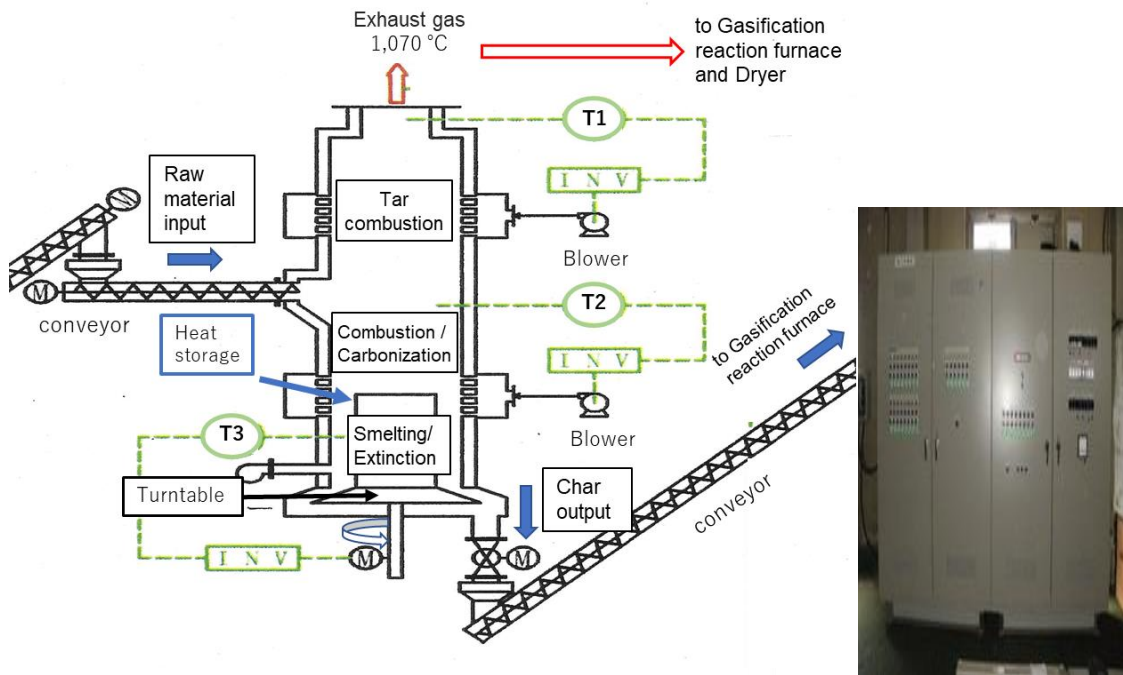 Exhaust gas
1,070 °C
to Gasification
reaction furnace
and Dryer
T1
I N V
Raw
material
input
Tar
combustion
Blower
M
M
conveyor
T2
Heat
storage
Combustion /
Carbonization
I N V
to Gasification
reaction furnace
Blower
T3
Smelting/
Extinction
Turntable
Char
output
conveyor
I N V
M
M